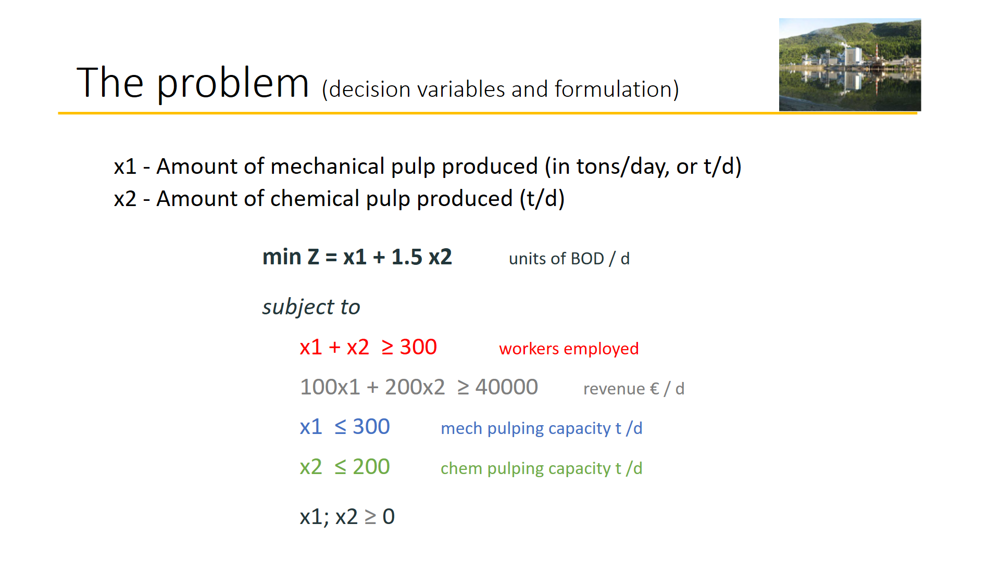 The problem (decision variables and formulation)
x1 - Amount of mechanical pulp produced (in tons/day, or t/d)
x2 - Amount of chemical pulp produced (t/d)
min Z = x1 + 1.5 x2 units of BOD / d
subject to
x1 + x2 ≥ 300 workers employed
100x1 + 200x2 ≥ 40000 revenue € / d
x1 ≤ 300 mech pulping capacity t /d
x2 ≤ 200 chem pulping capacity t /d
x1; x2 ≥ 0